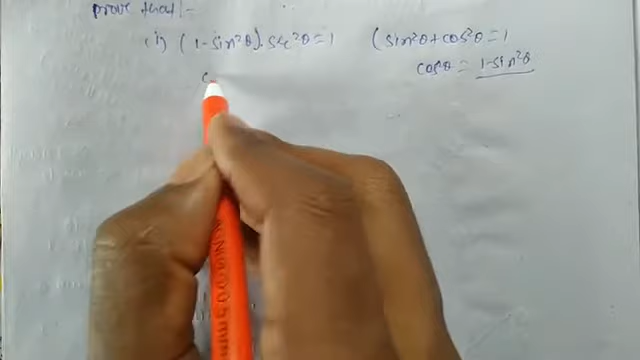 prove that :-
(i) (1-sin²θ).sec²θ=1 (sin²θ+cos²θ=1
cos²θ = 1-sin²θ
c